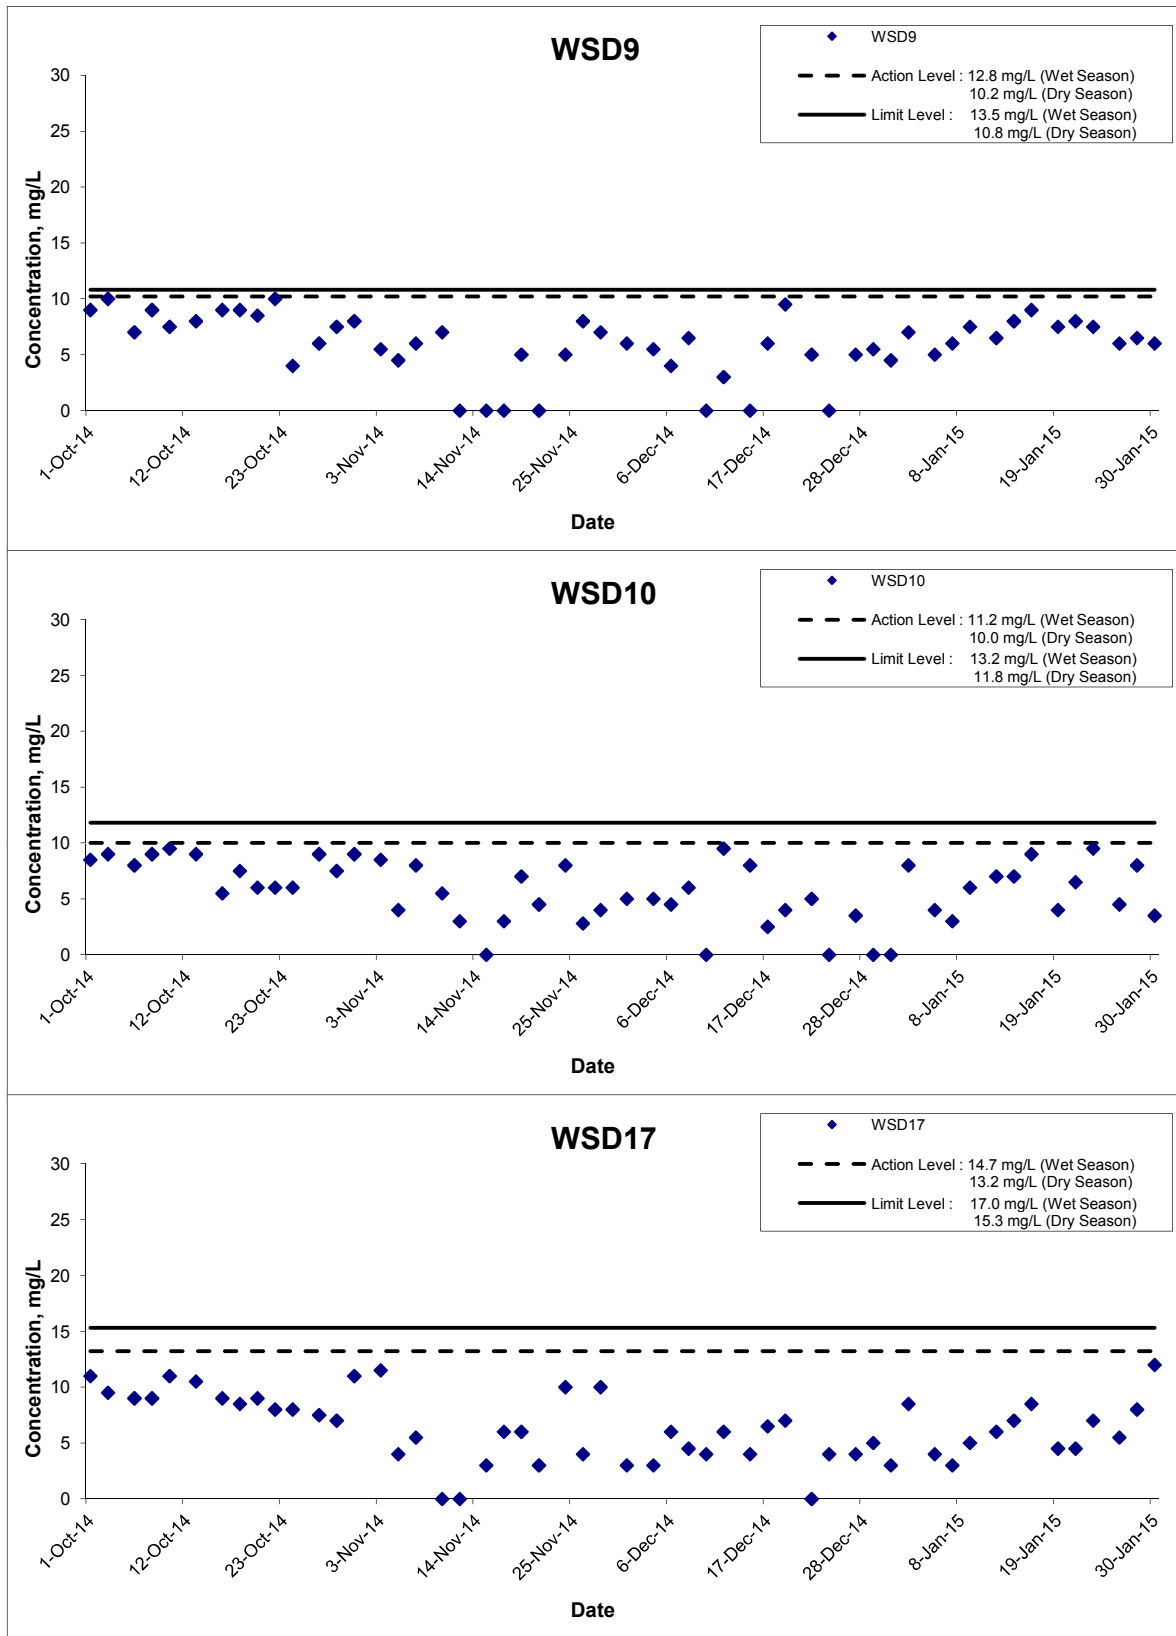 WSD9
WSD9
Action Level : 12.8 mg/L (Wet Season)
10.2 mg/L (Dry Season)
Limit Level : 13.5 mg/L (Wet Season)
10.8 mg/L (Dry Season)
Concentration, mg/L
30
25
20
15
10
5
0
1-Oct-14
12-Oct-14
23-Oct-14
3-Nov-14
14-Nov-14
25-Nov-14
6-Dec-14
17-Dec-14
28-Dec-14
8-Jan-15
19-Jan-15
30-Jan-15
Date
WSD10
WSD10
Action Level : 11.2 mg/L (Wet Season)
10.0 mg/L (Dry Season)
Limit Level : 13.2 mg/L (Wet Season)
11.8 mg/L (Dry Season)
Concentration, mg/L
30
25
20
15
10
5
0
1-Oct-14
12-Oct-14
23-Oct-14
3-Nov-14
14-Nov-14
25-Nov-14
6-Dec-14
17-Dec-14
28-Dec-14
8-Jan-15
19-Jan-15
30-Jan-15
Date
WSD17
WSD17
Action Level : 14.7 mg/L (Wet Season)
13.2 mg/L (Dry Season)
Limit Level : 17.0 mg/L (Wet Season)
15.3 mg/L (Dry Season)
Concentration, mg/L
30
25
20
15
10
5
0
1-Oct-14
12-Oct-14
23-Oct-14
3-Nov-14
14-Nov-14
25-Nov-14
6-Dec-14
17-Dec-14
28-Dec-14
8-Jan-15
19-Jan-15
30-Jan-15
Date